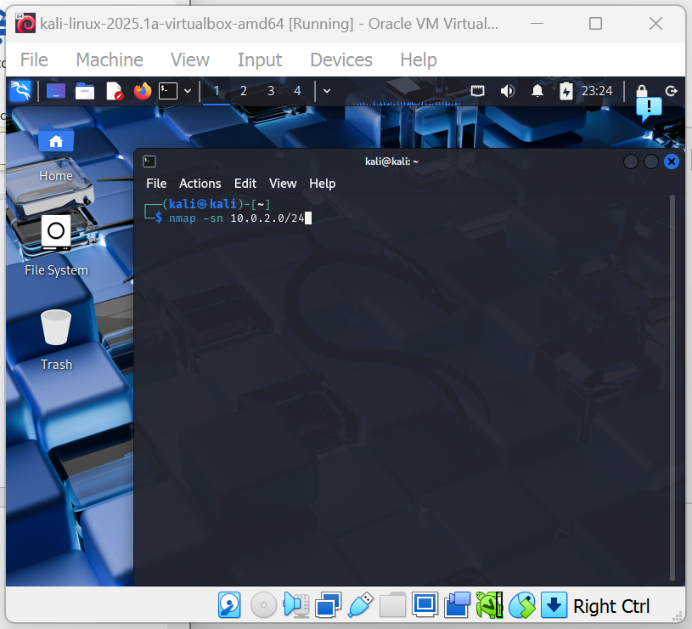 kali-linux-2025.1a-virtualbox-amd64 [Running] - Oracle VM Virtual...
File Machine View Input Devices Help
1 2 3 4 23:24
Home
File System
Trash
kali@kali: ~
File Actions Edit View Help
┌──(kali㉿kali)-[~]
└─$ nmap -sn 10.0.2.0/24
Right Ctrl